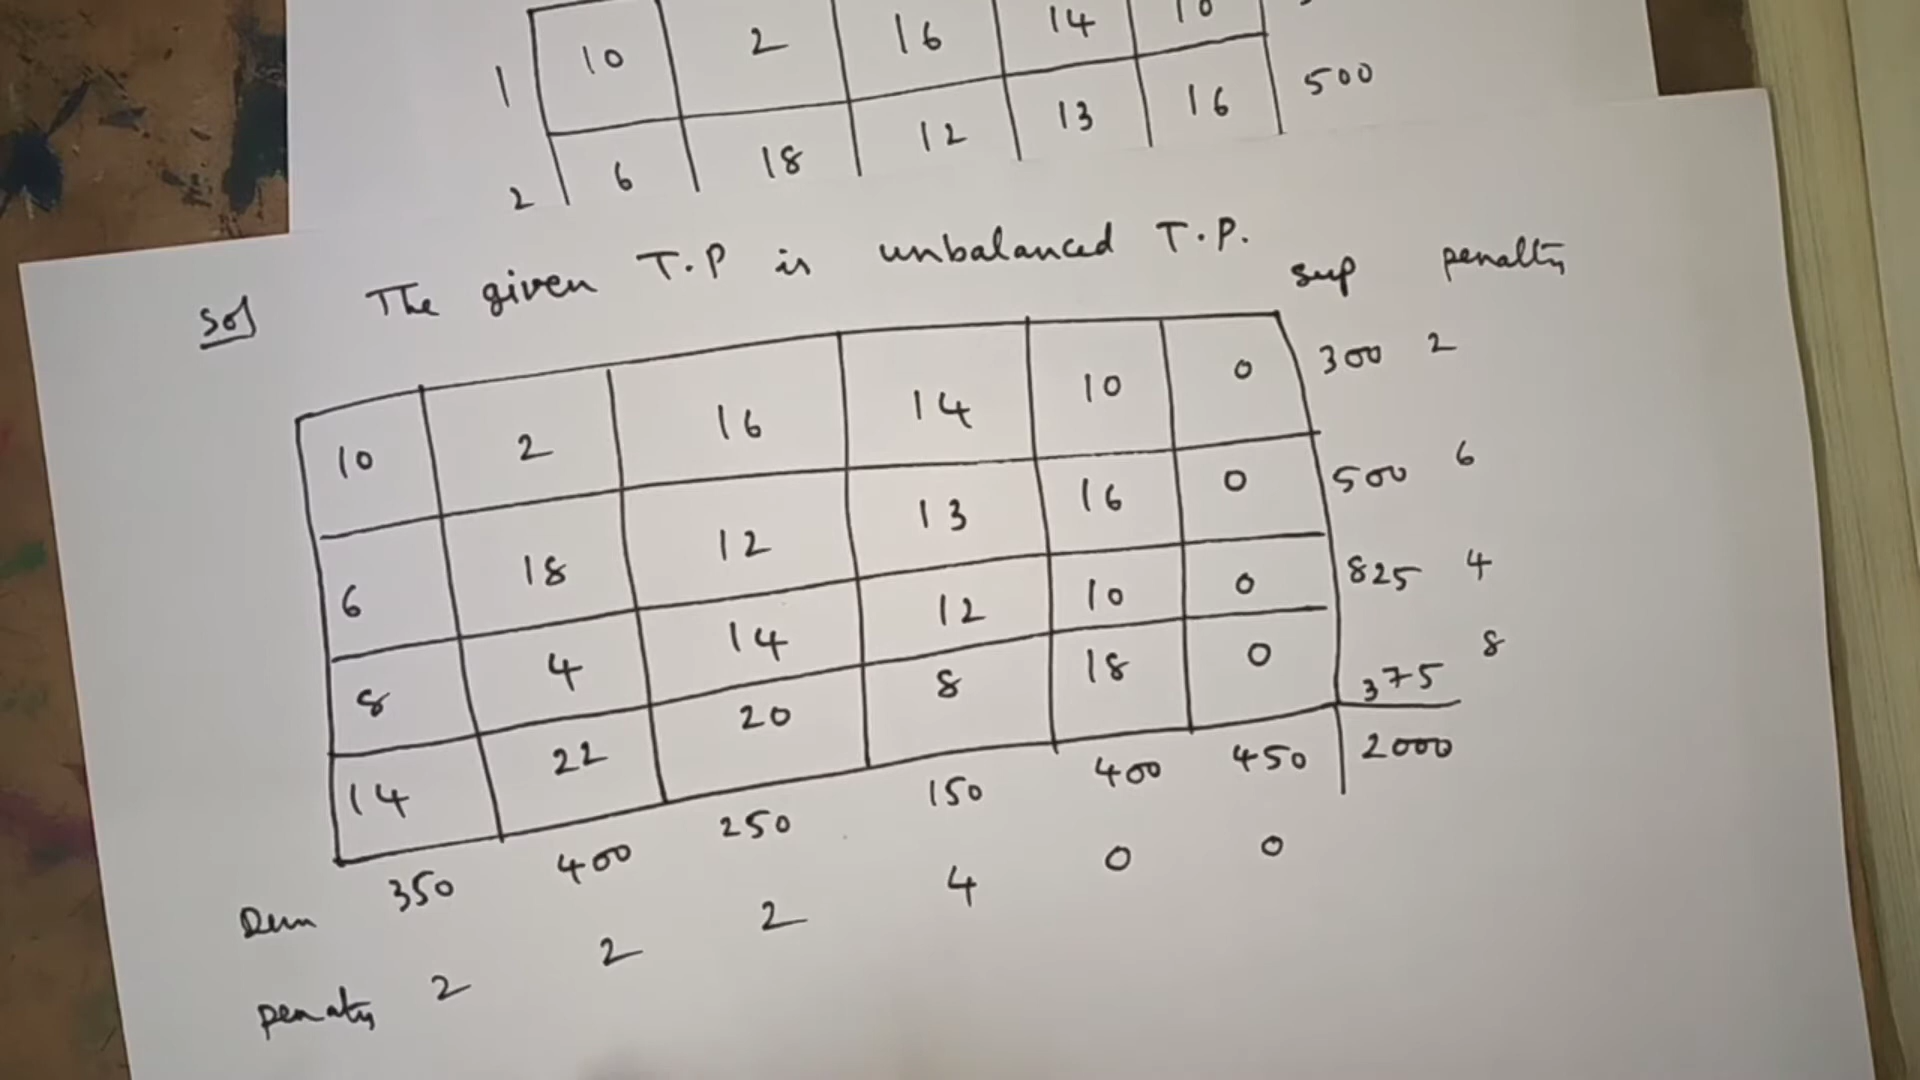 1 10 2 16 14 10
2 6 18 12 13 16 500
Sol The given T.P is unbalanced T.P.
sup penalty
10 2 16 14 10 0 300 2
6 18 12 13 16 0 500 6
8 4 14 12 10 0 825 4
14 22 20 8 18 0 375 8
Dem 350 400 250 150 400 450 2000
penalty 2 2 2 4 0 0